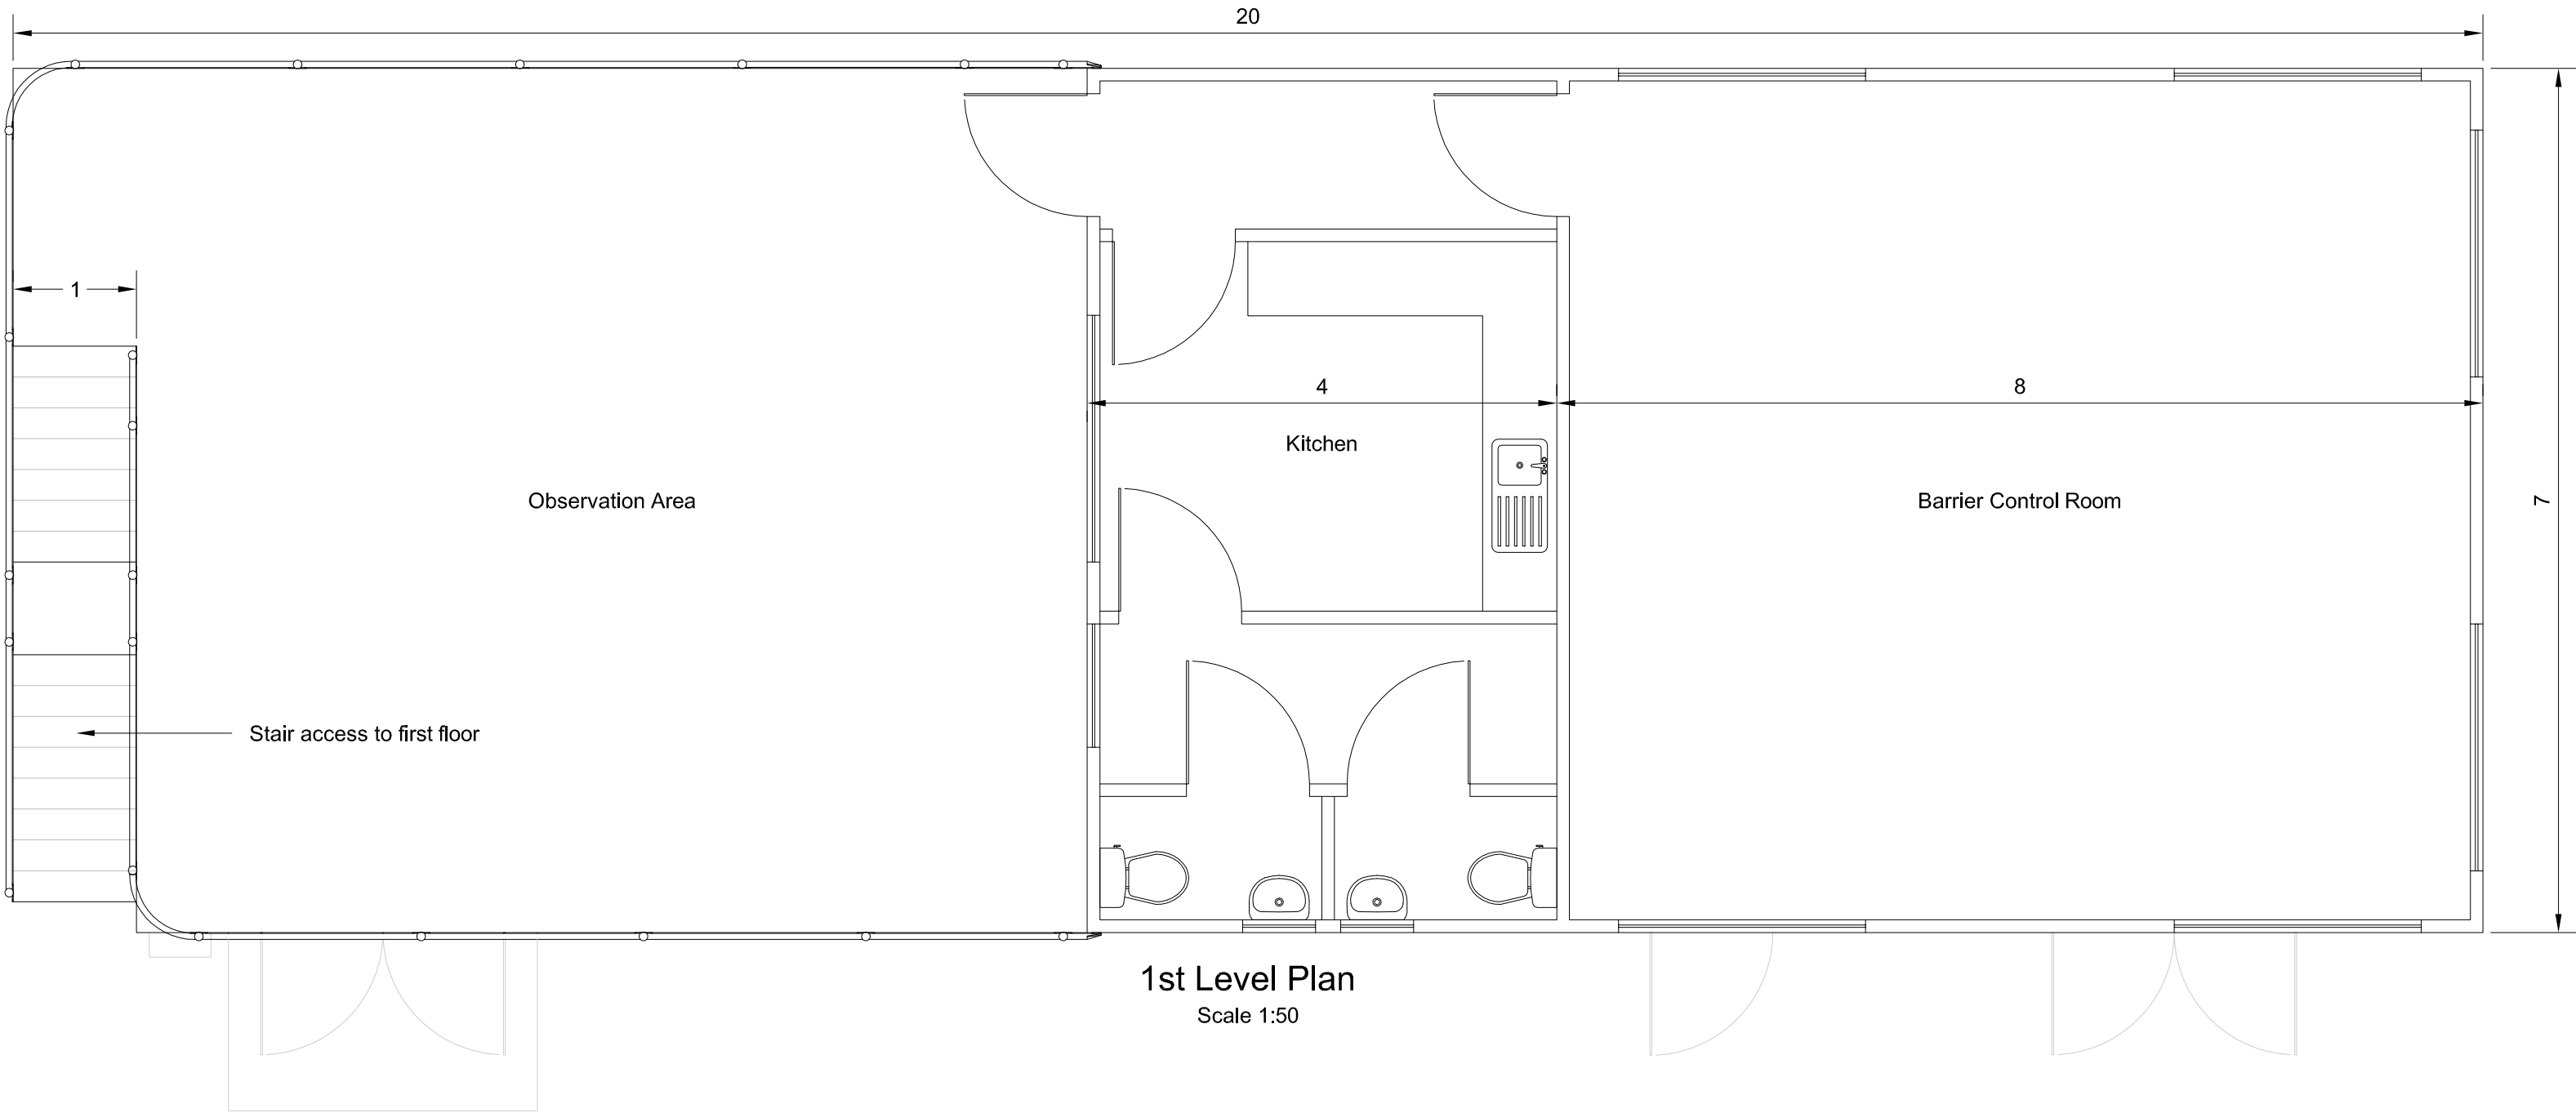 20
1
4
8
Kitchen
Observation Area
Barrier Control Room
7
Stair access to first floor
1st Level Plan
Scale 1:50